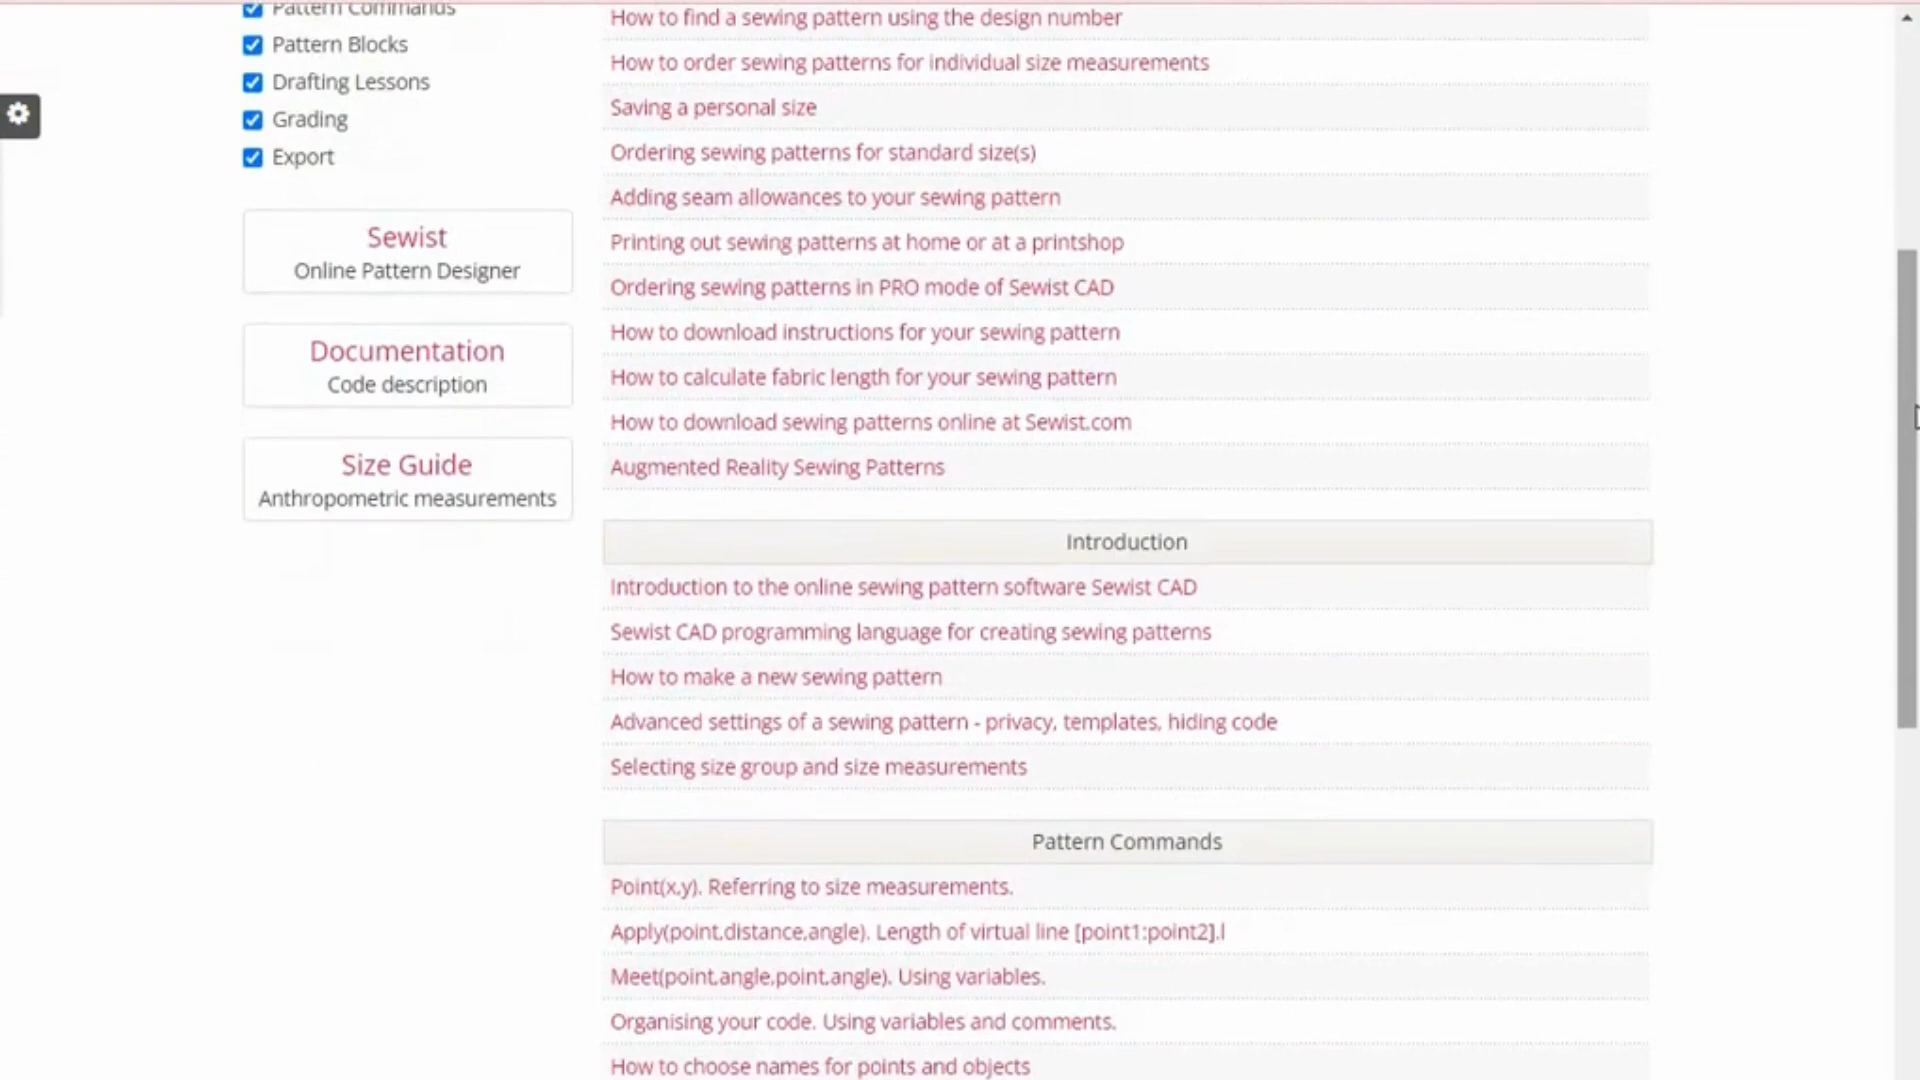 Pattern Commands
Pattern Blocks
Drafting Lessons
Grading
Export
Sewist
Online Pattern Designer
Documentation
Code description
Size Guide
Anthropometric measurements
How to find a sewing pattern using the design number
How to order sewing patterns for individual size measurements
Saving a personal size
Ordering sewing patterns for standard size(s)
Adding seam allowances to your sewing pattern
Printing out sewing patterns at home or at a printshop
Ordering sewing patterns in PRO mode of Sewist CAD
How to download instructions for your sewing pattern
How to calculate fabric length for your sewing pattern
How to download sewing patterns online at Sewist.com
Augmented Reality Sewing Patterns
Introduction
Introduction to the online sewing pattern software Sewist CAD
Sewist CAD programming language for creating sewing patterns
How to make a new sewing pattern
Advanced settings of a sewing pattern - privacy, templates, hiding code
Selecting size group and size measurements
Pattern Commands
Point(x,y). Referring to size measurements.
Apply(point,distance,angle). Length of virtual line [point1:point2].l
Meet(point,angle,point,angle). Using variables.
Organising your code. Using variables and comments.
How to choose names for points and objects